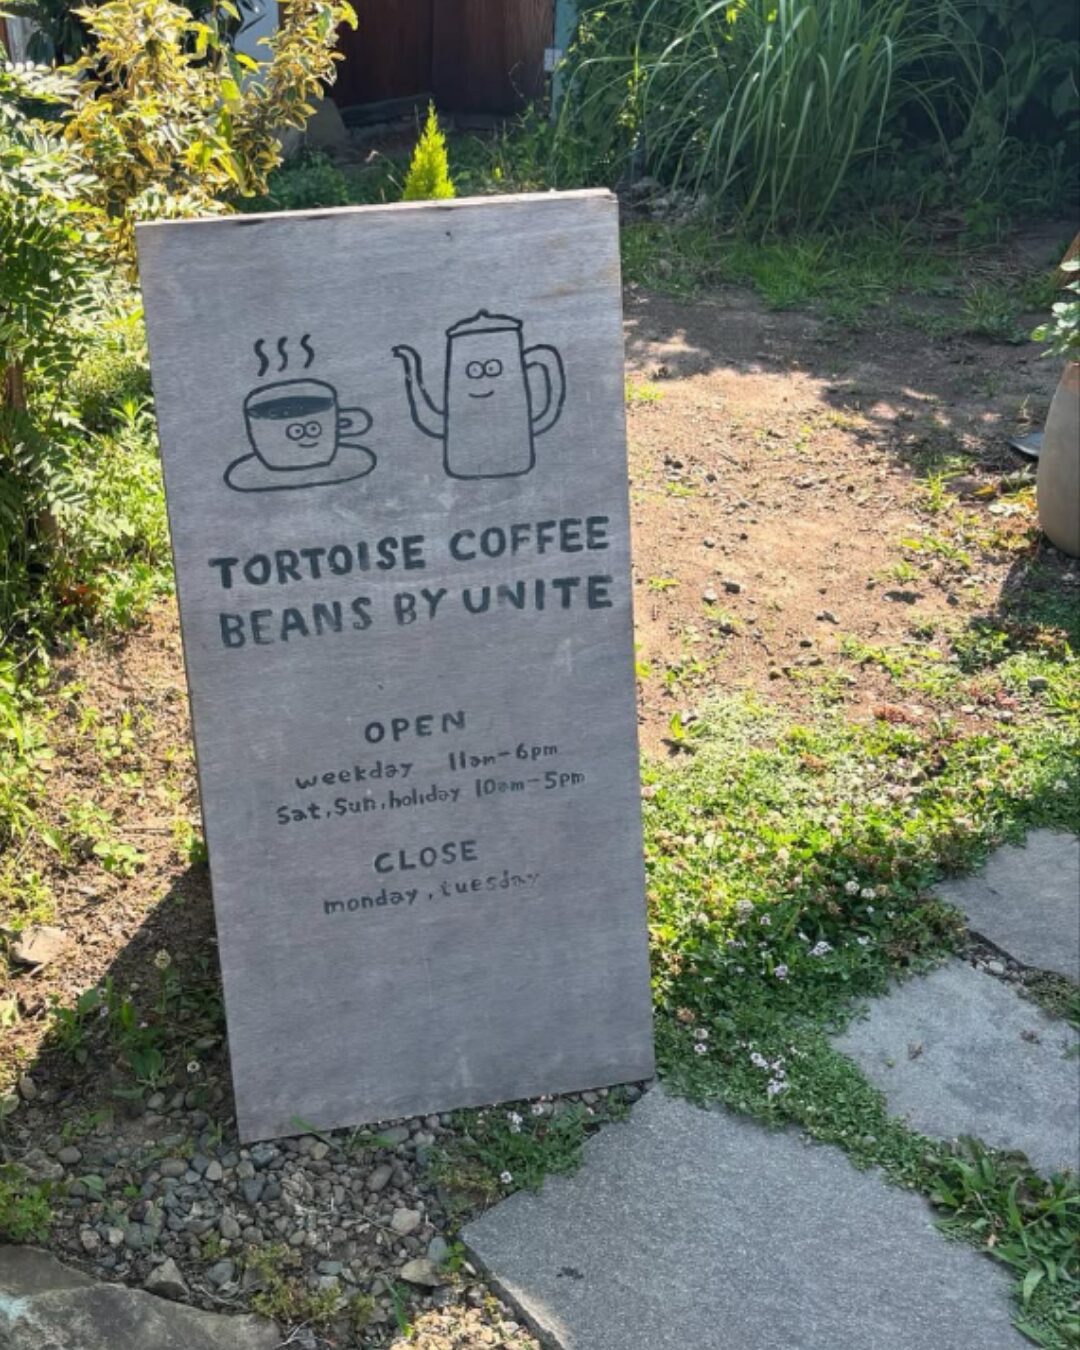 TORTOISE COFFEE
BEANS BY UNITE
OPEN
weekday 11am-6pm
Sat,Sun,holiday 10am-5pm
CLOSE
monday,tuesday